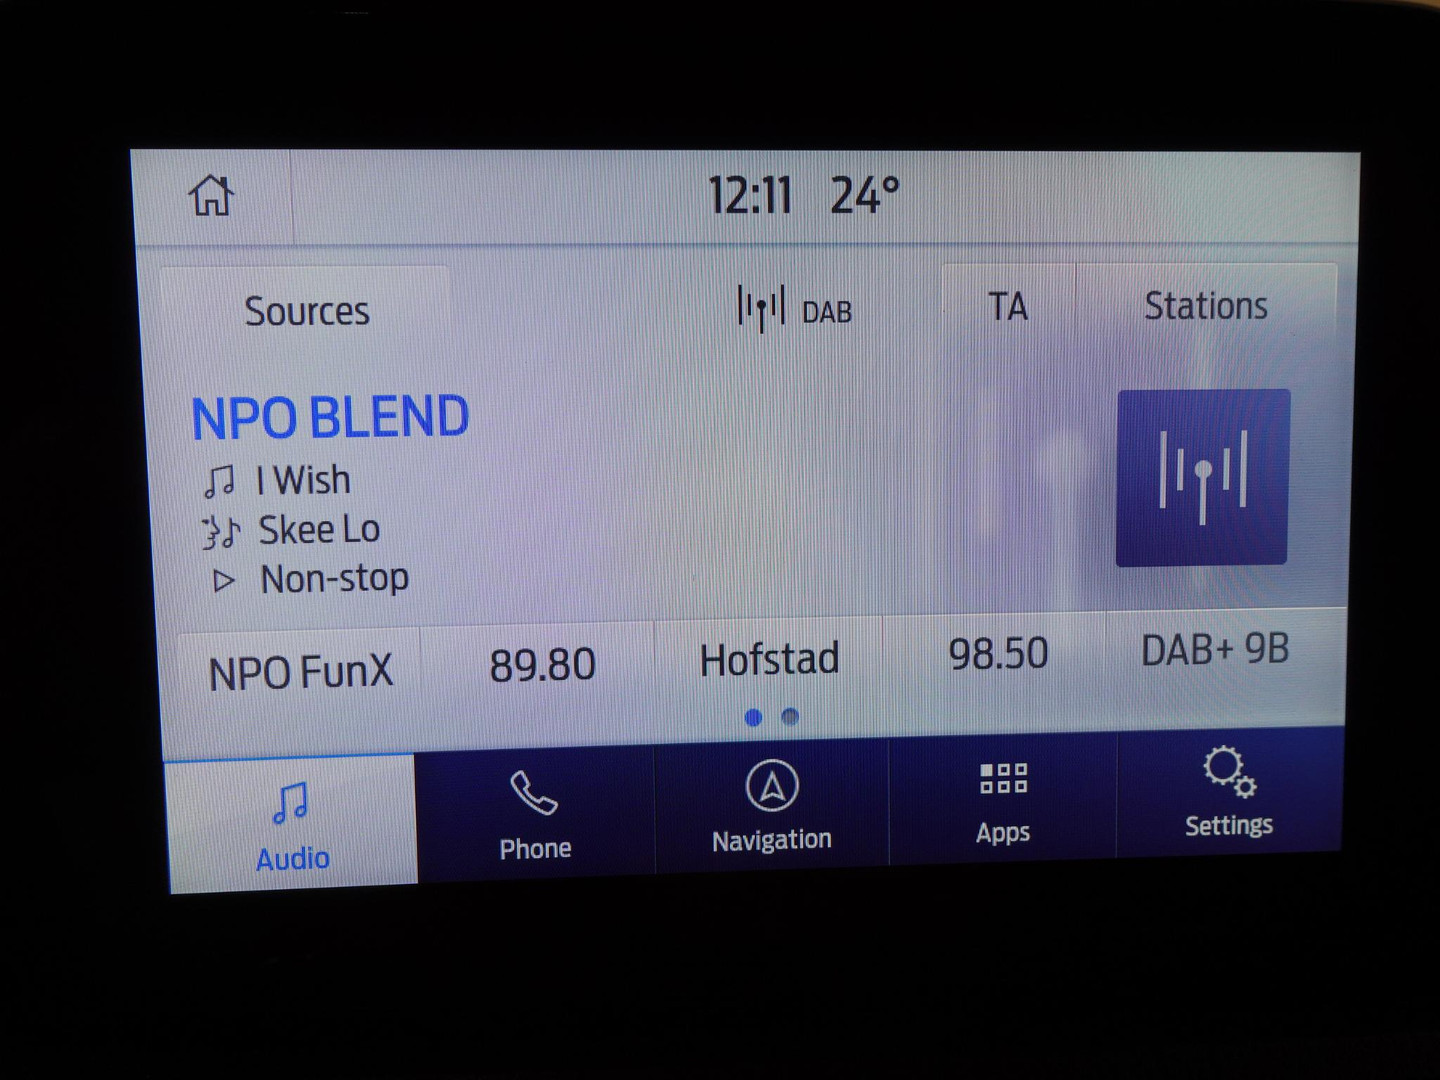 12:11 24°
Sources DAB TA Stations
NPO BLEND
I Wish
Skee Lo
Non-stop
NPO FunX 89.80 Hofstad 98.50 DAB+ 9B
Audio Phone Navigation Apps Settings